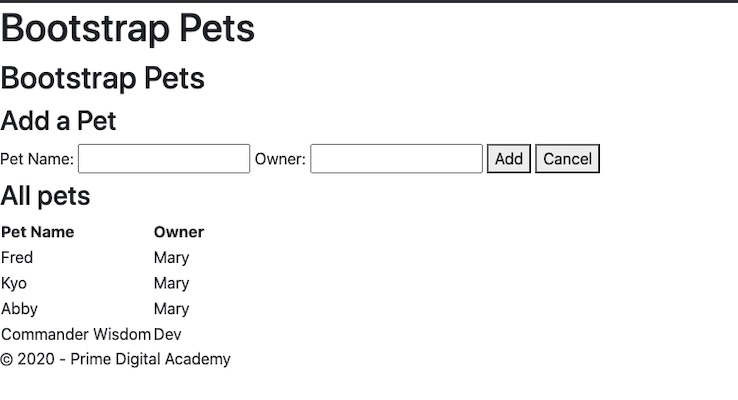 Bootstrap Pets
Bootstrap Pets
Add a Pet
Pet Name: Owner: Add Cancel
All pets
Pet Name Owner
Fred Mary
Kyo Mary
Abby Mary
Commander Wisdom Dev
© 2020 - Prime Digital Academy